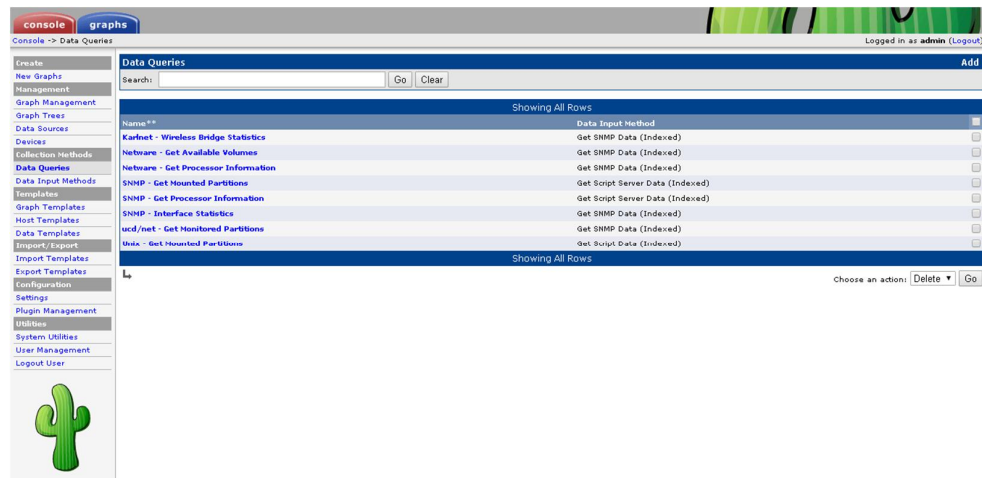 console graphs
Console -> Data Queries
Logged in as admin (Logout)
Create
New Graphs
Management
Graph Management
Graph Trees
Data Sources
Devices
Collection Methods
Data Queries
Data Input Methods
Templates
Graph Templates
Host Templates
Data Templates
Import/Export
Import Templates
Export Templates
Configuration
Settings
Plugin Management
Utilities
System Utilities
User Management
Logout User
Data Queries Add
Search: Go Clear
Showing All Rows
Name** Data Input Method
Karlnet - Wireless Bridge Statistics Get SNMP Data (Indexed)
Netware - Get Available Volumes Get SNMP Data (Indexed)
Netware - Get Processor Information Get SNMP Data (Indexed)
SNMP - Get Mounted Partitions Get Script Server Data (Indexed)
SNMP - Get Processor Information Get Script Server Data (Indexed)
SNMP - Interface Statistics Get SNMP Data (Indexed)
ucd/net - Get Monitored Partitions Get SNMP Data (Indexed)
Unix - Get Mounted Partitions Get Script Data (Indexed)
Showing All Rows
Choose an action: Delete Go